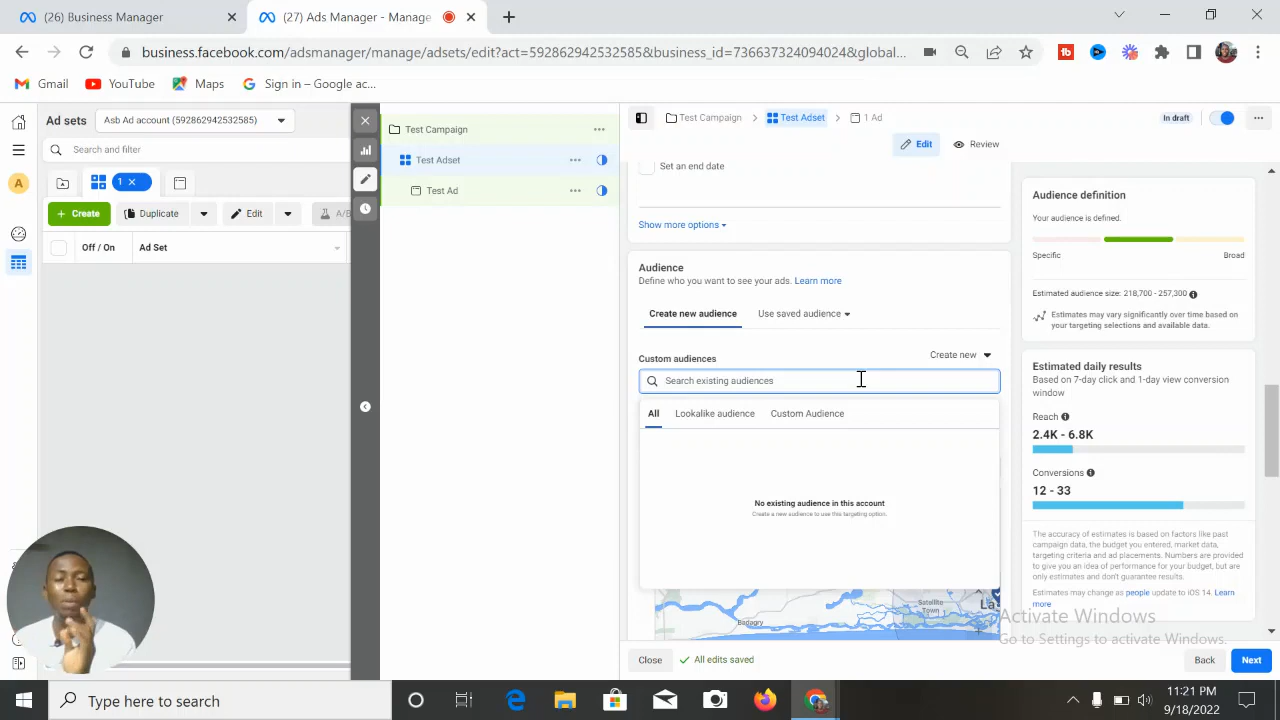 (26) Business Manager
(27) Ads Manager - Manage
business.facebook.com/adsmanager/manage/adsets/edit?act=592862942532585&business_id=7366373240940248&global...
Gmail
YouTube
Maps
Sign in – Google ac...
Ad sets
Asb Ad account (592862942532585)
Search and filter
A
1
+ Create
Duplicate
Edit
A/B
Off / On
Ad Set
Test Campaign
Test Adset
Test Ad
Test Campaign
Test Adset
1 Ad
In draft
Edit
Review
Set an end date
Show more options
Audience
Define who you want to see your ads. Learn more
Create new audience
Use saved audience
Custom audiences
Create new
Search existing audiences
All
Lookalike audience
Custom Audience
No existing audience in this account
Create a new audience to use this targeting option.
Badagry
Satellite
Town
La
Close
All edits saved
Back
Next
Audience definition
Your audience is defined.
Specific
Broad
Estimated audience size: 218,700 - 257,300
Estimates may vary significantly over time based on
your targeting selections and available data.
Estimated daily results
Based on 7-day click and 1-day view conversion
window
Reach
2.4K - 6.8K
Conversions
12 - 33
The accuracy of estimates is based on factors like past
campaign data, the budget you entered, market data,
targeting criteria and ad placements. Numbers are provided
to give you an idea of performance for your budget, but are
only estimates and don't guarantee results.
Estimates may change as people update to iOS 14. Learn
more
Activate Windows
Go to Settings to activate Windows.
Type here to search
11:21 PM
9/18/2022